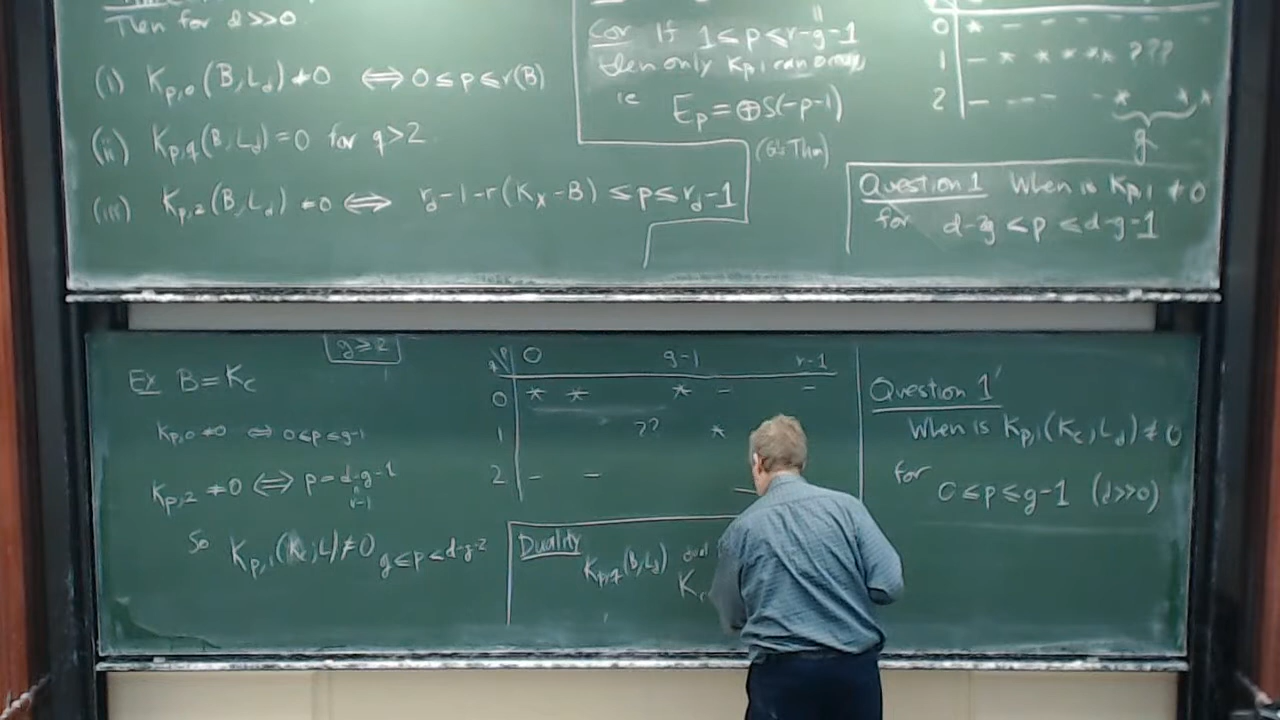 Then for d>>0
(i) K_{p,0}(B,L_d)≠0 ⟺ 0≤p≤r(B)
(ii) K_{p,q}(B,L_d)=0 for q>2
(iii) K_{p,2}(B,L_d)≠0 ⟺ r_d-1-r(K_X-B)≤p≤r_d-1
Cor If 1≤p≤r-g-1
then only K_{p,1} can occur,
ie E_p=⊕S(-p-1)
(G's Thm)
0 * - - - - - -
1 - * * * * * ???
2 - - - - * * *
g
Question 1 When is K_{p,1}≠0
for d-2g<p≤d-g-1
g≥2
Ex B=K_C
K_{p,0}≠0 ⟺ 0≤p≤g-1
K_{p,2}≠0 ⟺ p=d-g-1
r-1
So K_{p,1}(K_C,L)≠0 g≤p≤d-g-2
0 g-1 r-1
0 * * * - -
1 ?? *
2 - - -
Duality
K_{p,q}(B,L_d) dual
Question 1'
When is K_{p,1}(K_C,L_d)≠0
for 0≤p≤g-1 (d>>0)